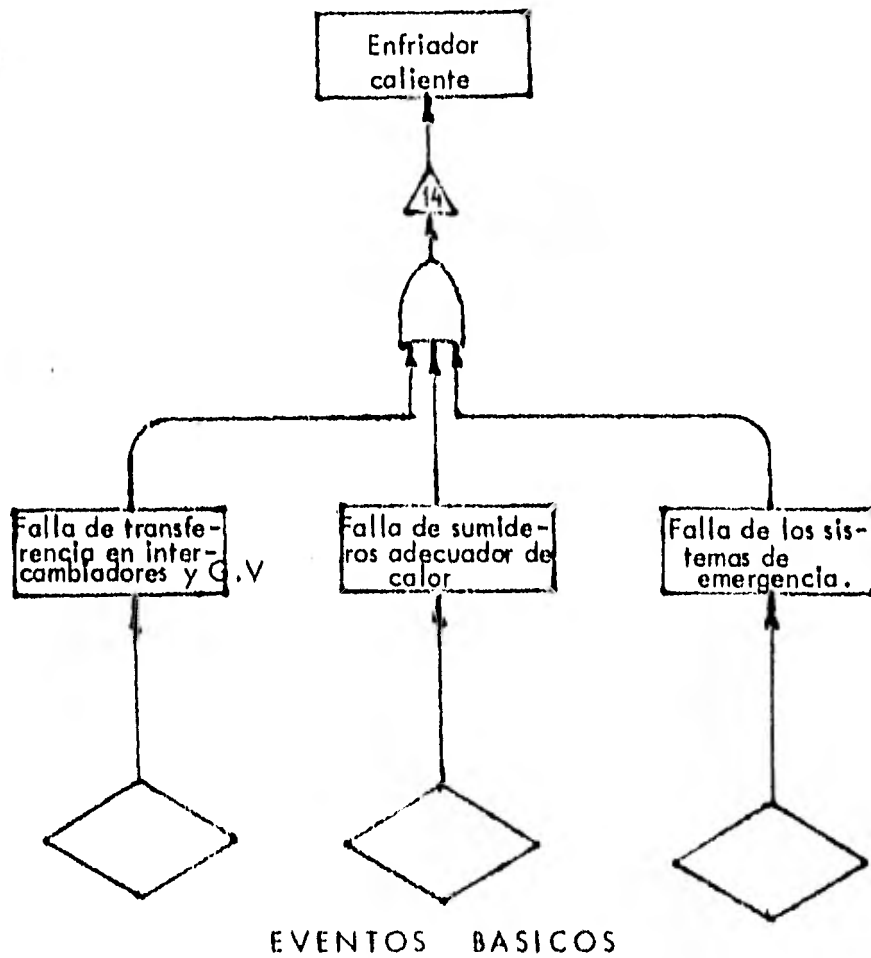 Enfriador
caliente
14
Falla de transfe-
rencia en inter-
cambiadores y G.V
Falla de sumide-
ros adecuador de
calor
Falla de los sis-
temas de
emergencia.
EVENTOS BASICOS